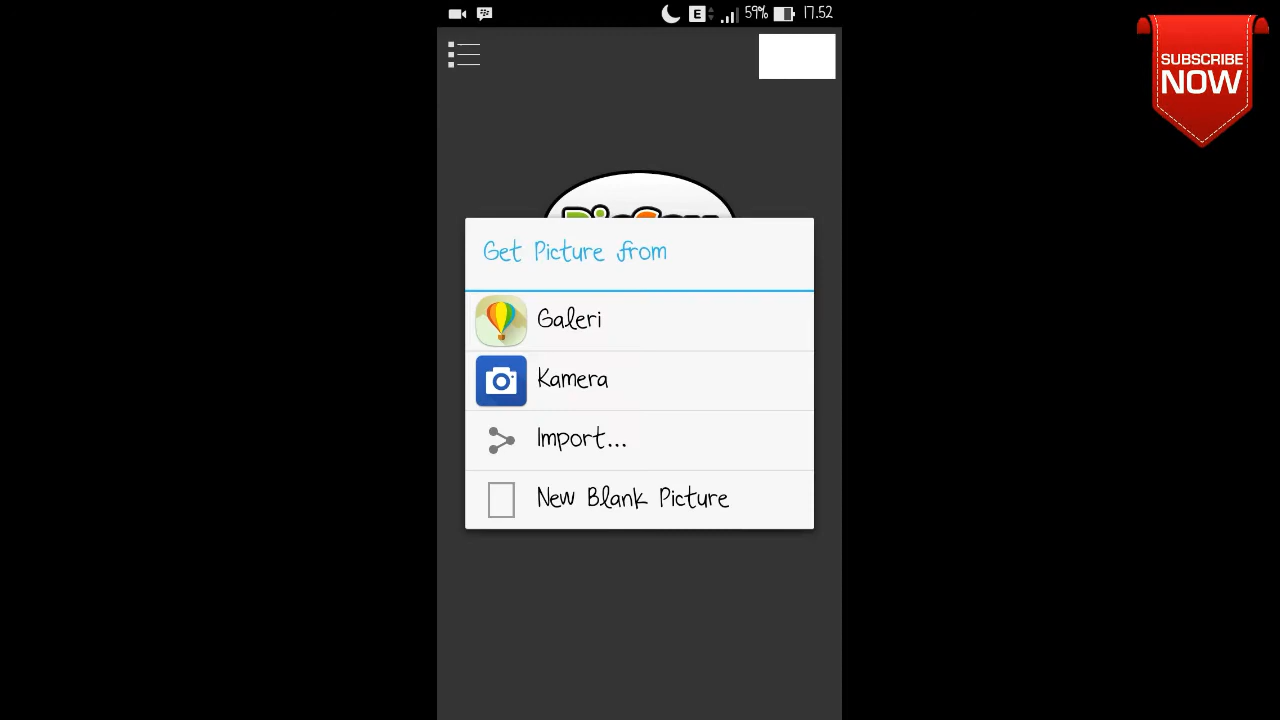 E
59%
17.52
SUBSCRIBE
NOW
Get Picture from
Galeri
Kamera
Import...
New Blank Picture